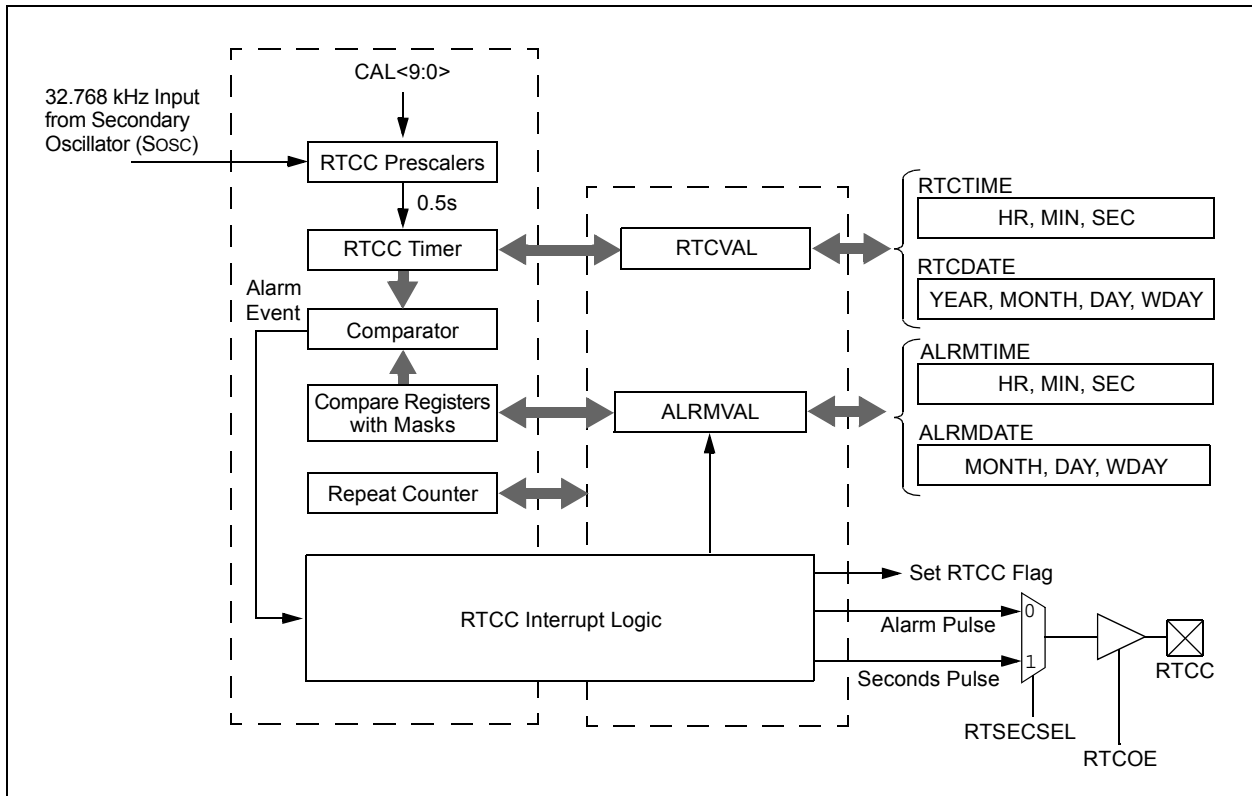 CAL<9:0>
32.768 kHz Input
from Secondary
Oscillator (SOSC)
RTCC Prescalers
0.5s
RTCC Timer
RTCVAL
RTCTIME
HR, MIN, SEC
RTCDATE
YEAR, MONTH, DAY, WDAY
Alarm
Event
Comparator
Compare Registers
with Masks
ALRMVAL
ALRMTIME
HR, MIN, SEC
ALRMDATE
MONTH, DAY, WDAY
Repeat Counter
RTCC Interrupt Logic
Set RTCC Flag
Alarm Pulse
0
Seconds Pulse
1
RTCC
RTSECSEL
RTCOE